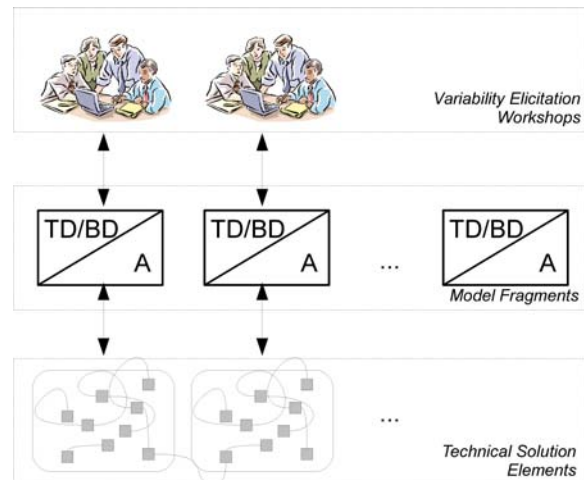 Variability Elicitation
Workshops
TD/BD
A
TD/BD
A
...
TD/BD
A
Model Fragments
...
Technical Solution
Elements